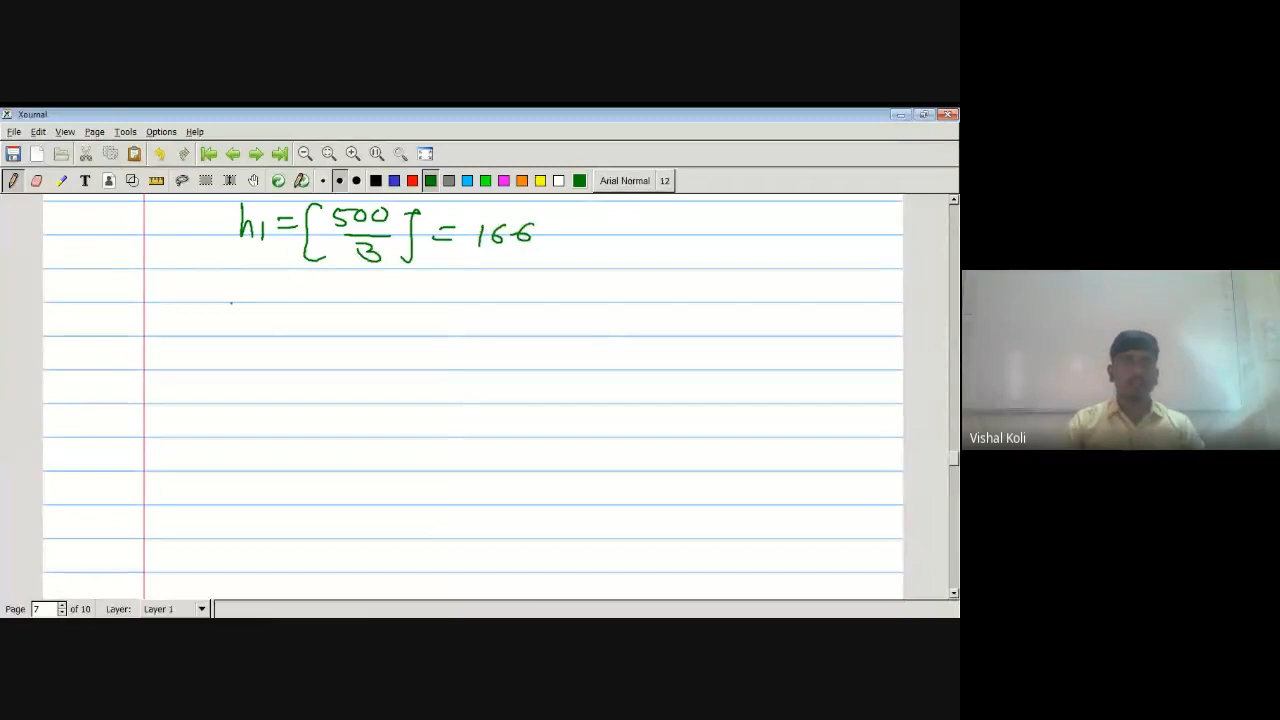 Xournal
File Edit View Page Tools Options Help
Arial Normal 12
h1 = [500/3] = 166
Vishal Koli
Page 7 of 10 Layer: Layer 1